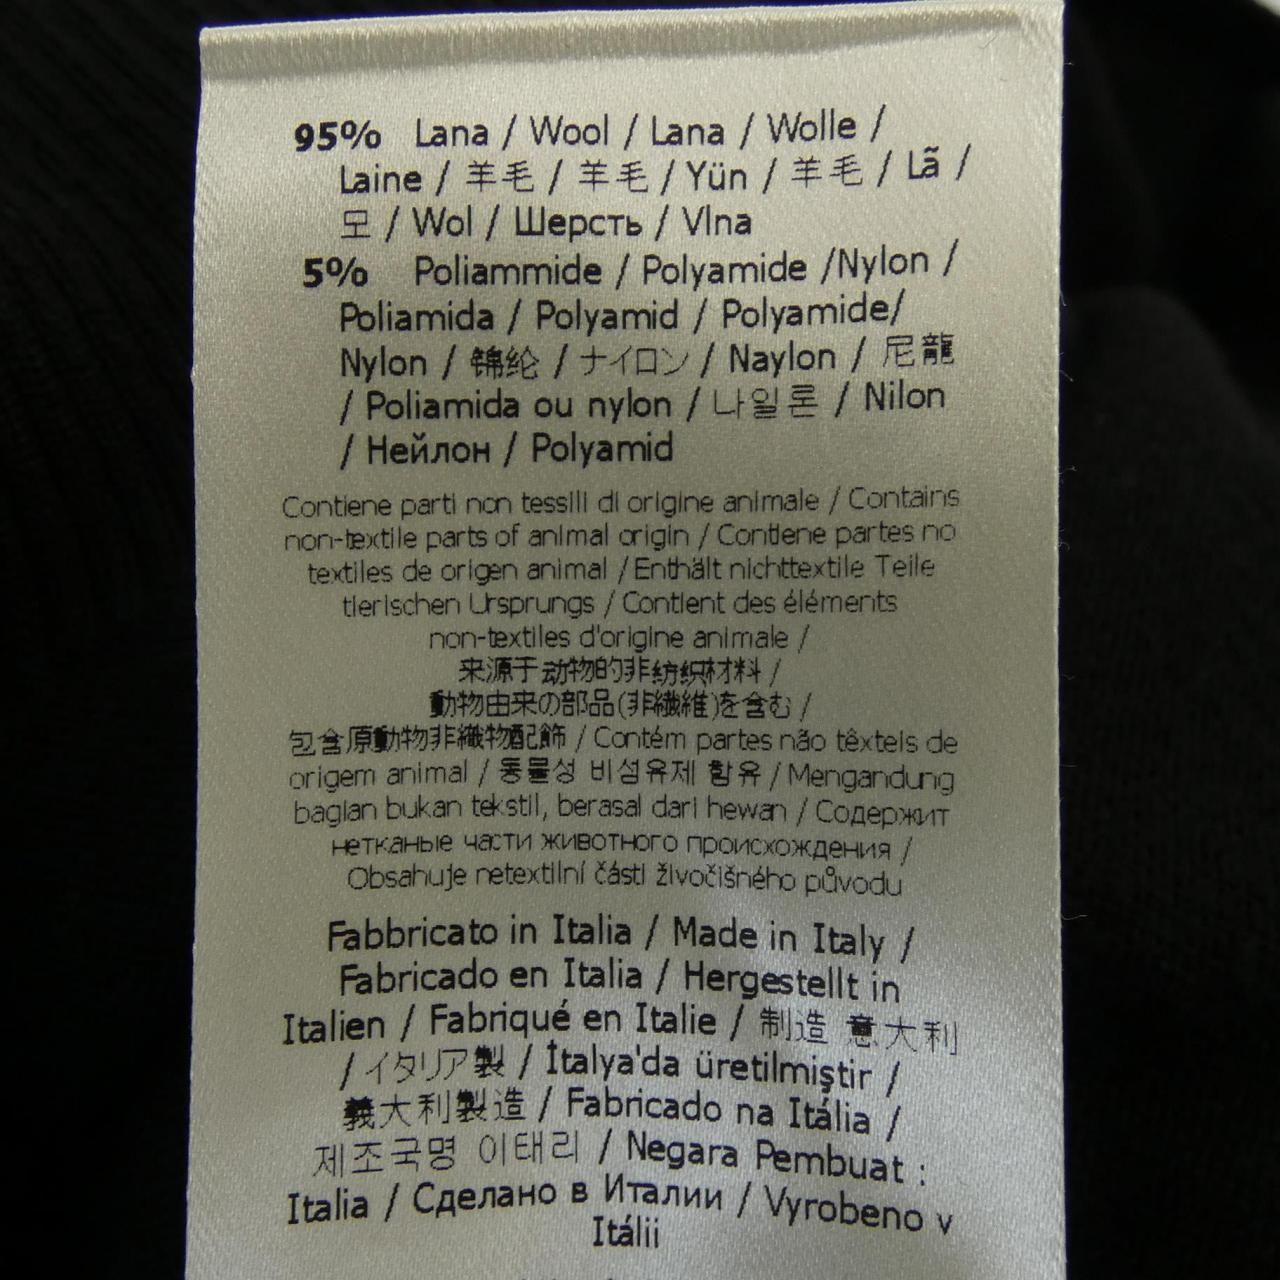 95% Lana / Wool / Lana / Wolle /
Laine / 羊毛 / 羊毛 / Yün / 羊毛 / Lã /
모 / Wol / Шерсть / Vlna
5% Poliammide / Polyamide /Nylon /
Poliamida / Polyamid / Polyamide/
Nylon / 锦纶 / ナイロン / Naylon / 尼龍
/ Poliamida ou nylon / 나일론 / Nilon
/ Нейлон / Polyamid
Contiene parti non tessili di origine animale / Contains
non-textile parts of animal origin / Contiene partes no
textiles de origen animal / Enthält nichttextile Teile
tierischen Ursprungs / Contient des éléments
non-textiles d'origine animale /
来源于动物的非纺织材料 /
動物由来の部品(非繊維)を含む /
包含原動物非織物配飾 / Contém partes não têxteis de
origem animal / 동물성 비섬유제 함유 / Mengandung
bagian bukan tekstil, berasal dari hewan / Содержит
нетканые части животного происхождения /
Obsahuje netextilní části živočišného původu
Fabbricato in Italia / Made in Italy /
Fabricado en Italia / Hergestellt in
Italien / Fabriqué en Italie / 制造 意大利
/ イタリア製 / İtalya'da üretilmiştir /
義大利製造 / Fabricado na Itália /
제조국명 이태리 / Negara Pembuat :
Italia / Сделано в Италии / Vyrobeno v
Itálii